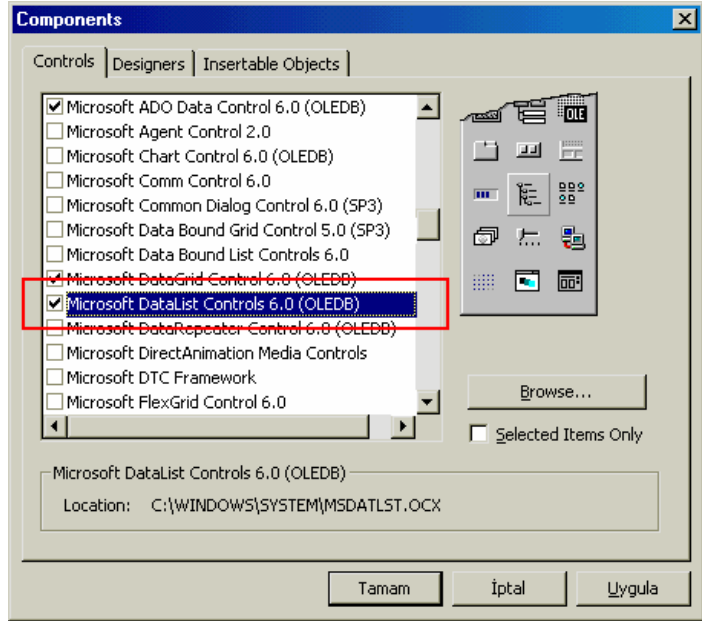 Components
Controls Designers Insertable Objects
Microsoft ADO Data Control 6.0 (OLEDB)
Microsoft Agent Control 2.0
Microsoft Chart Control 6.0 (OLEDB)
Microsoft Comm Control 6.0
Microsoft Common Dialog Control 6.0 (SP3)
Microsoft Data Bound Grid Control 5.0 (SP3)
Microsoft Data Bound List Controls 6.0
Microsoft DataGrid Control 6.0 (OLEDB)
Microsoft DataList Controls 6.0 (OLEDB)
Microsoft DataRepeater Control 6.0 (OLEDB)
Microsoft DirectAnimation Media Controls
Microsoft DTC Framework
Microsoft FlexGrid Control 6.0
OLE
Browse...
Selected Items Only
Microsoft DataList Controls 6.0 (OLEDB)
Location: C:\WINDOWS\SYSTEM\MSDATLST.OCX
Tamam İptal Uygula